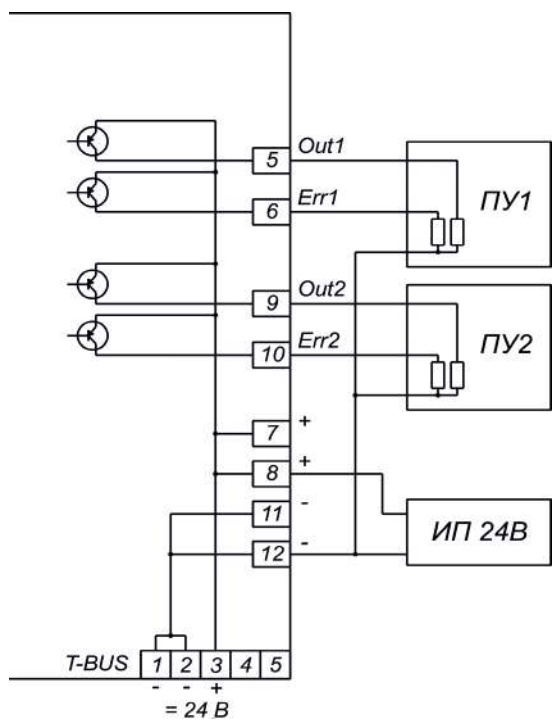 5 Out1
6 Err1
ПУ1
9 Out2
10 Err2
ПУ2
7 +
8 +
11 -
12 -
ИП 24В
T-BUS 1 2 3 4 5
- - +
= 24 В